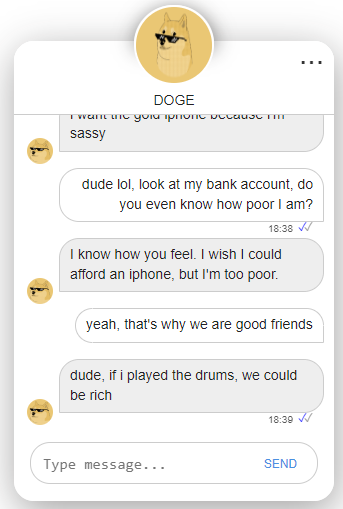 ...
DOGE
I want the gold iphone because I'm
sassy
dude lol, look at my bank account, do
you even know how poor I am?
18:38
I know how you feel. I wish I could
afford an iphone, but I'm too poor.
yeah, that's why we are good friends
dude, if i played the drums, we could
be rich
18:39
Type message...
SEND